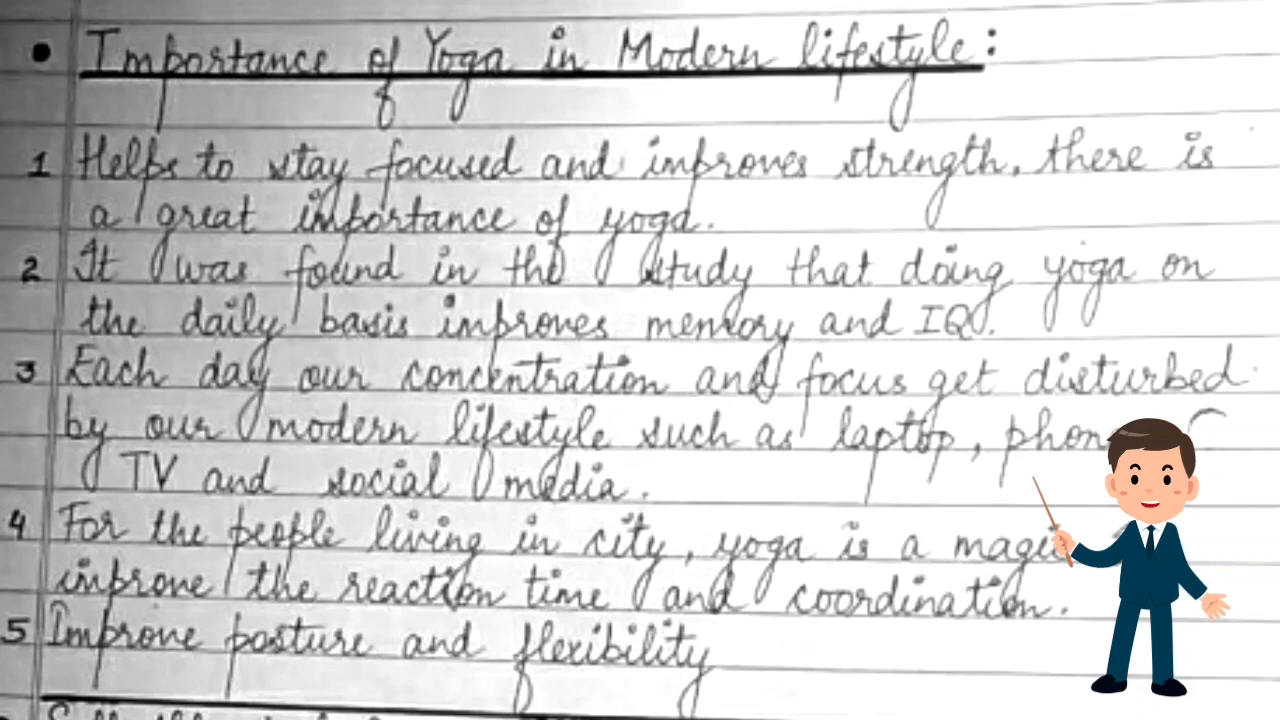 • Importance of Yoga in Modern lifestyle:
1 Helps to stay focused and improves strength, there is
a great importance of yoga.
2 It was found in the study that doing yoga on
the daily basis improves memory and IQ.
3 Each day our concentration and focus get disturbed
by our modern lifestyle such as laptop,
TV and social media.
4 For the people living in city, yoga is a
improve the reaction time and coordination.
5 Improve posture and flexibility